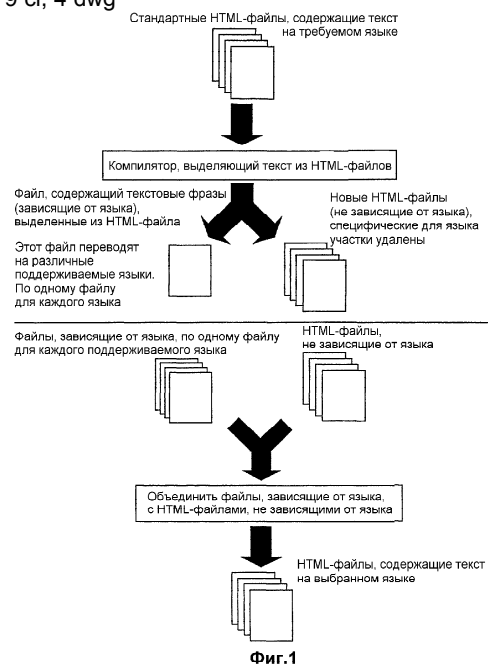 9 cl, 4 dwg
Стандартные HTML-файлы, содержащие текст
на требуемом языке
Компилятор, выделяющий текст из HTML-файлов
Файл, содержащий текстовые фразы
(зависящие от языка),
выделенные из HTML-файла
Этот файл переводят
на различные
поддерживаемые языки.
По одному файлу
для каждого языка
Новые HTML-файлы
(не зависящие от языка),
специфические для языка
участки удалены
Файлы, зависящие от языка, по одному файлу
для каждого поддерживаемого языка
HTML-файлы,
не зависящие от языка
Объединить файлы, зависящие от языка,
с HTML-файлами, не зависящими от языка
HTML-файлы, содержащие текст
на выбранном языке
Фиг.1